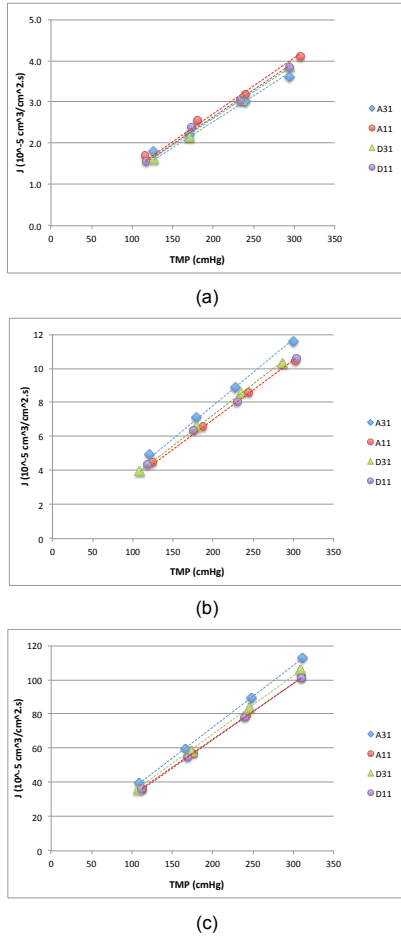 5.0
4.0
3.0
2.0
1.0
0.0
0 50 100 150 200 250 300 350
J (10^-5 cm^3/cm^2.s)
TMP (cmHg)
A31
A11
D31
D11
(a)
12
10
8
6
4
2
0
0 50 100 150 200 250 300 350
J (10^-5 cm^3/cm^2.s)
TMP (cmHg)
A31
A11
D31
D11
(b)
120
100
80
60
40
20
0
0 50 100 150 200 250 300 350
J (10^-5 cm^3/cm^2.s)
TMP (cmHg)
A31
A11
D31
D11
(c)